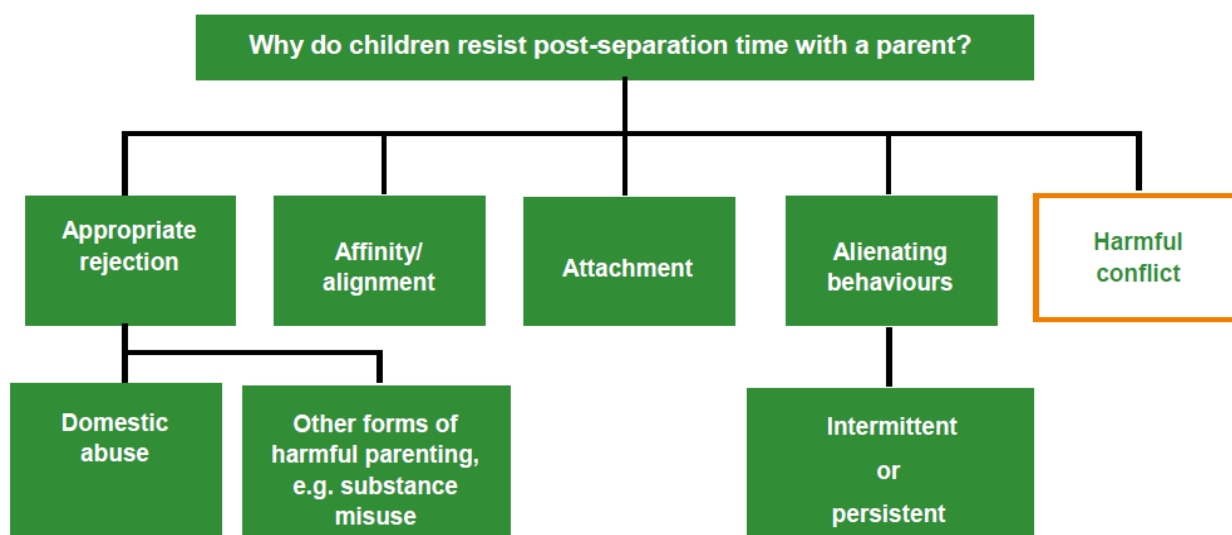 Why do children resist post-separation time with a parent?
Appropriate
rejection
Affinity/
alignment
Attachment
Alienating
behaviours
Harmful
conflict
Domestic
abuse
Other forms of
harmful parenting,
e.g. substance
misuse
Intermittent
or
persistent